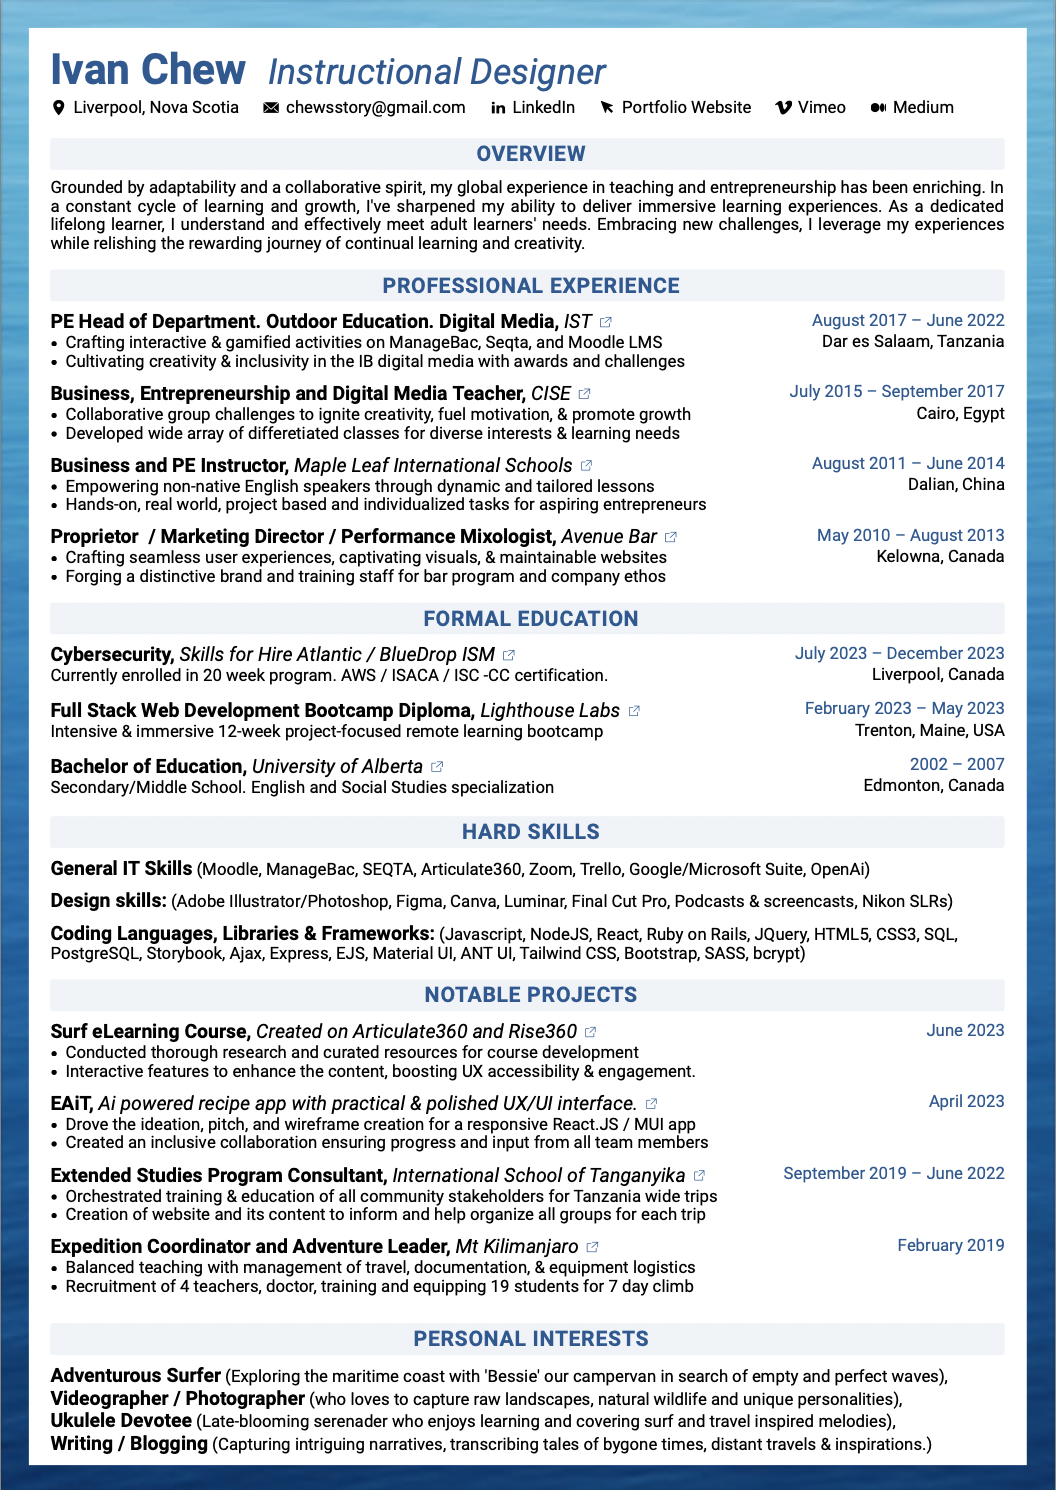 Ivan Chew Instructional Designer
Liverpool, Nova Scotia chewsstory@gmail.com LinkedIn Portfolio Website Vimeo Medium
OVERVIEW
Grounded by adaptability and a collaborative spirit, my global experience in teaching and entrepreneurship has been enriching. In
a constant cycle of learning and growth, I've sharpened my ability to deliver immersive learning experiences. As a dedicated
lifelong learner, I understand and effectively meet adult learners' needs. Embracing new challenges, I leverage my experiences
while relishing the rewarding journey of continual learning and creativity.
PROFESSIONAL EXPERIENCE
PE Head of Department. Outdoor Education. Digital Media, IST August 2017 – June 2022
• Crafting interactive & gamified activities on ManageBac, Seqta, and Moodle LMS Dar es Salaam, Tanzania
• Cultivating creativity & inclusivity in the IB digital media with awards and challenges
Business, Entrepreneurship and Digital Media Teacher, CISE July 2015 – September 2017
• Collaborative group challenges to ignite creativity, fuel motivation, & promote growth Cairo, Egypt
• Developed wide array of differetiated classes for diverse interests & learning needs
Business and PE Instructor, Maple Leaf International Schools August 2011 – June 2014
• Empowering non-native English speakers through dynamic and tailored lessons Dalian, China
• Hands-on, real world, project based and individualized tasks for aspiring entrepreneurs
Proprietor / Marketing Director / Performance Mixologist, Avenue Bar May 2010 – August 2013
• Crafting seamless user experiences, captivating visuals, & maintainable websites Kelowna, Canada
• Forging a distinctive brand and training staff for bar program and company ethos
FORMAL EDUCATION
Cybersecurity, Skills for Hire Atlantic / BlueDrop ISM July 2023 – December 2023
Currently enrolled in 20 week program. AWS / ISACA / ISC -CC certification. Liverpool, Canada
Full Stack Web Development Bootcamp Diploma, Lighthouse Labs February 2023 – May 2023
Intensive & immersive 12-week project-focused remote learning bootcamp Trenton, Maine, USA
Bachelor of Education, University of Alberta 2002 – 2007
Secondary/Middle School. English and Social Studies specialization Edmonton, Canada
HARD SKILLS
General IT Skills (Moodle, ManageBac, SEQTA, Articulate360, Zoom, Trello, Google/Microsoft Suite, OpenAi)
Design skills: (Adobe Illustrator/Photoshop, Figma, Canva, Luminar, Final Cut Pro, Podcasts & screencasts, Nikon SLRs)
Coding Languages, Libraries & Frameworks: (Javascript, NodeJS, React, Ruby on Rails, JQuery, HTML5, CSS3, SQL,
PostgreSQL, Storybook, Ajax, Express, EJS, Material UI, ANT UI, Tailwind CSS, Bootstrap, SASS, bcrypt)
NOTABLE PROJECTS
Surf eLearning Course, Created on Articulate360 and Rise360 June 2023
• Conducted thorough research and curated resources for course development
• Interactive features to enhance the content, boosting UX accessibility & engagement.
EAiT, Ai powered recipe app with practical & polished UX/UI interface. April 2023
• Drove the ideation, pitch, and wireframe creation for a responsive React.JS / MUI app
• Created an inclusive collaboration ensuring progress and input from all team members
Extended Studies Program Consultant, International School of Tanganyika September 2019 – June 2022
• Orchestrated training & education of all community stakeholders for Tanzania wide trips
• Creation of website and its content to inform and help organize all groups for each trip
Expedition Coordinator and Adventure Leader, Mt Kilimanjaro February 2019
• Balanced teaching with management of travel, documentation, & equipment logistics
• Recruitment of 4 teachers, doctor, training and equipping 19 students for 7 day climb
PERSONAL INTERESTS
Adventurous Surfer (Exploring the maritime coast with 'Bessie' our campervan in search of empty and perfect waves),
Videographer / Photographer (who loves to capture raw landscapes, natural wildlife and unique personalities),
Ukulele Devotee (Late-blooming serenader who enjoys learning and covering surf and travel inspired melodies),
Writing / Blogging (Capturing intriguing narratives, transcribing tales of bygone times, distant travels & inspirations.)